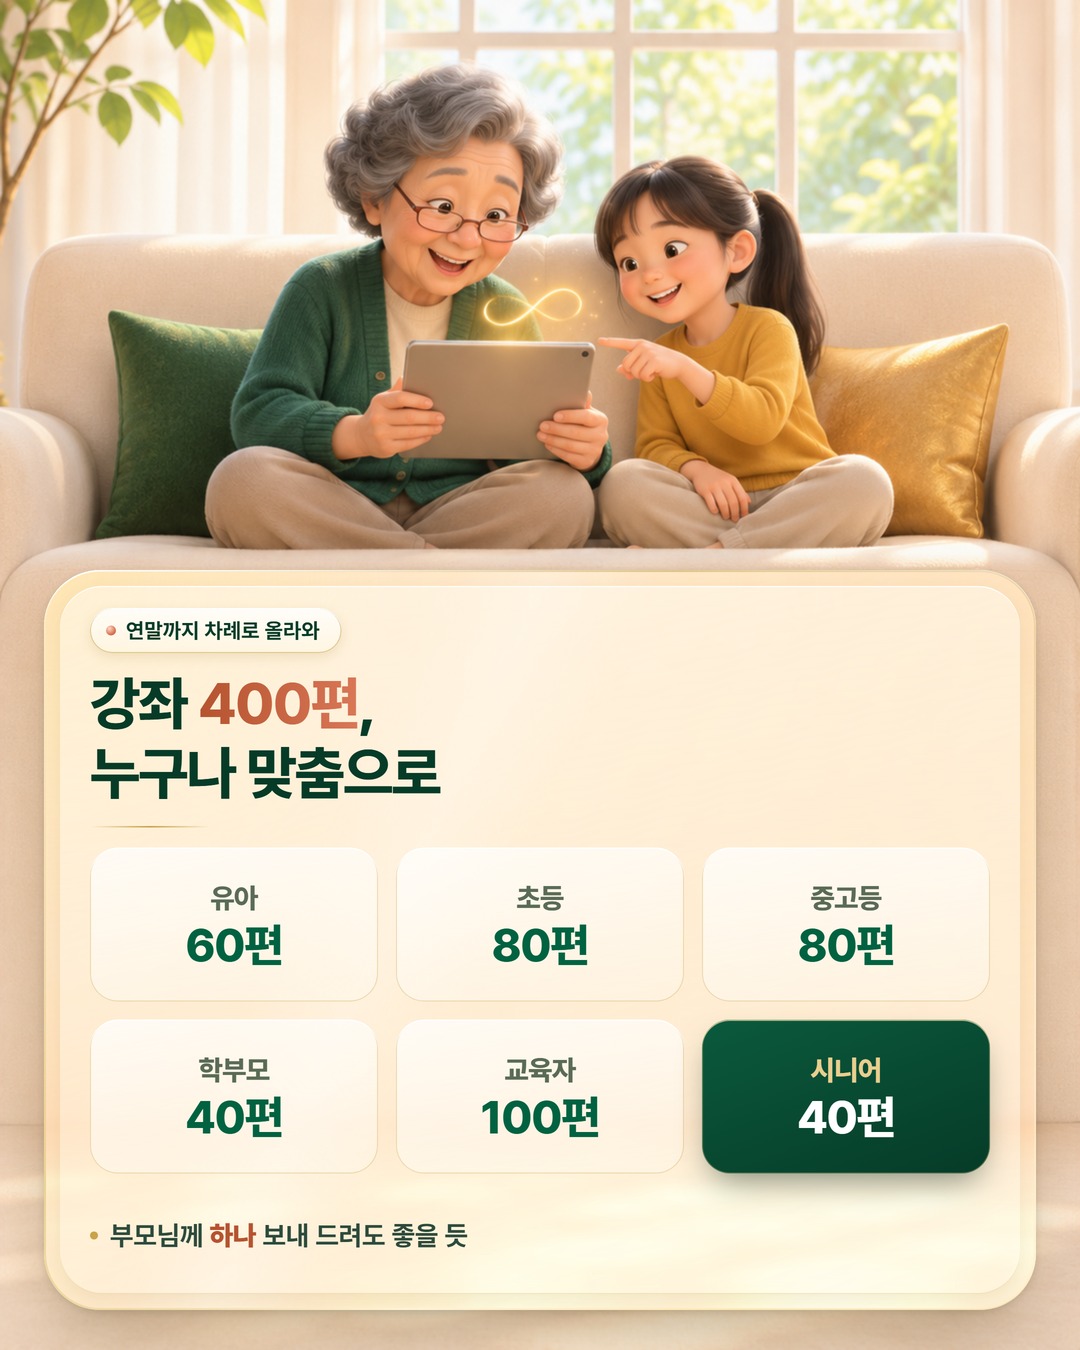 연말까지 차례로 올라와
강좌 400편,
누구나 맞춤으로
유아
60편
초등
80편
중고등
80편
학부모
40편
교육자
100편
시니어
40편
부모님께 하나 보내 드려도 좋을 듯